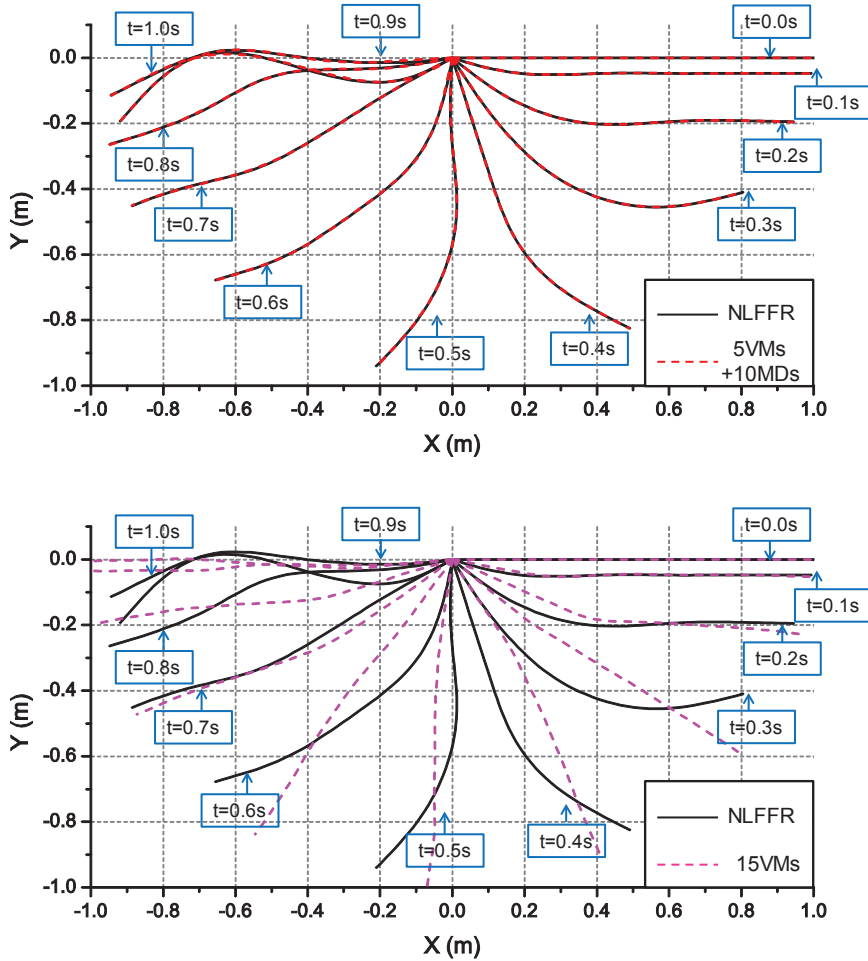 t=1.0s
t=0.9s
t=0.0s
0.0
t=0.1s
-0.2
t=0.8s
t=0.2s
-0.4
t=0.7s
t=0.3s
Y (m)
-0.6
t=0.6s
NLFFR
-0.8
t=0.5s
t=0.4s
5VMs
+10MDs
-1.0
-1.0 -0.8 -0.6 -0.4 -0.2 0.0 0.2 0.4 0.6 0.8 1.0
X (m)
t=1.0s
t=0.9s
t=0.0s
0.0
t=0.1s
-0.2
t=0.8s
t=0.2s
-0.4
t=0.7s
t=0.3s
Y (m)
-0.6
t=0.6s
NLFFR
-0.8
t=0.5s
t=0.4s
15VMs
-1.0
-1.0 -0.8 -0.6 -0.4 -0.2 0.0 0.2 0.4 0.6 0.8 1.0
X (m)